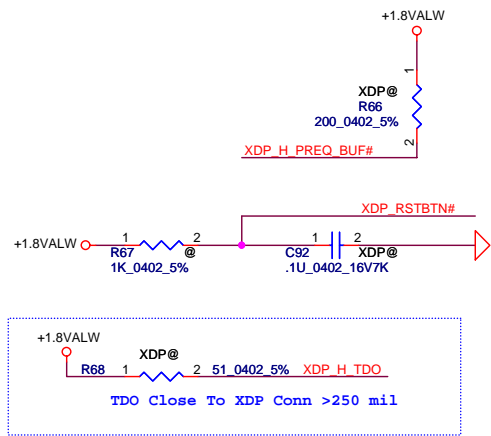 +1.8VALW
1
XDP@
R66
200_0402_5%
2
XDP_H_PREQ_BUF#
XDP_RSTBTN#
+1.8VALW
1 2
R67 @
1K_0402_5%
C92 1 2
XDP@
.1U_0402_16V7K
+1.8VALW
XDP@
R68 1 2 51_0402_5% XDP_H_TDO
TDO Close To XDP Conn >250 mil